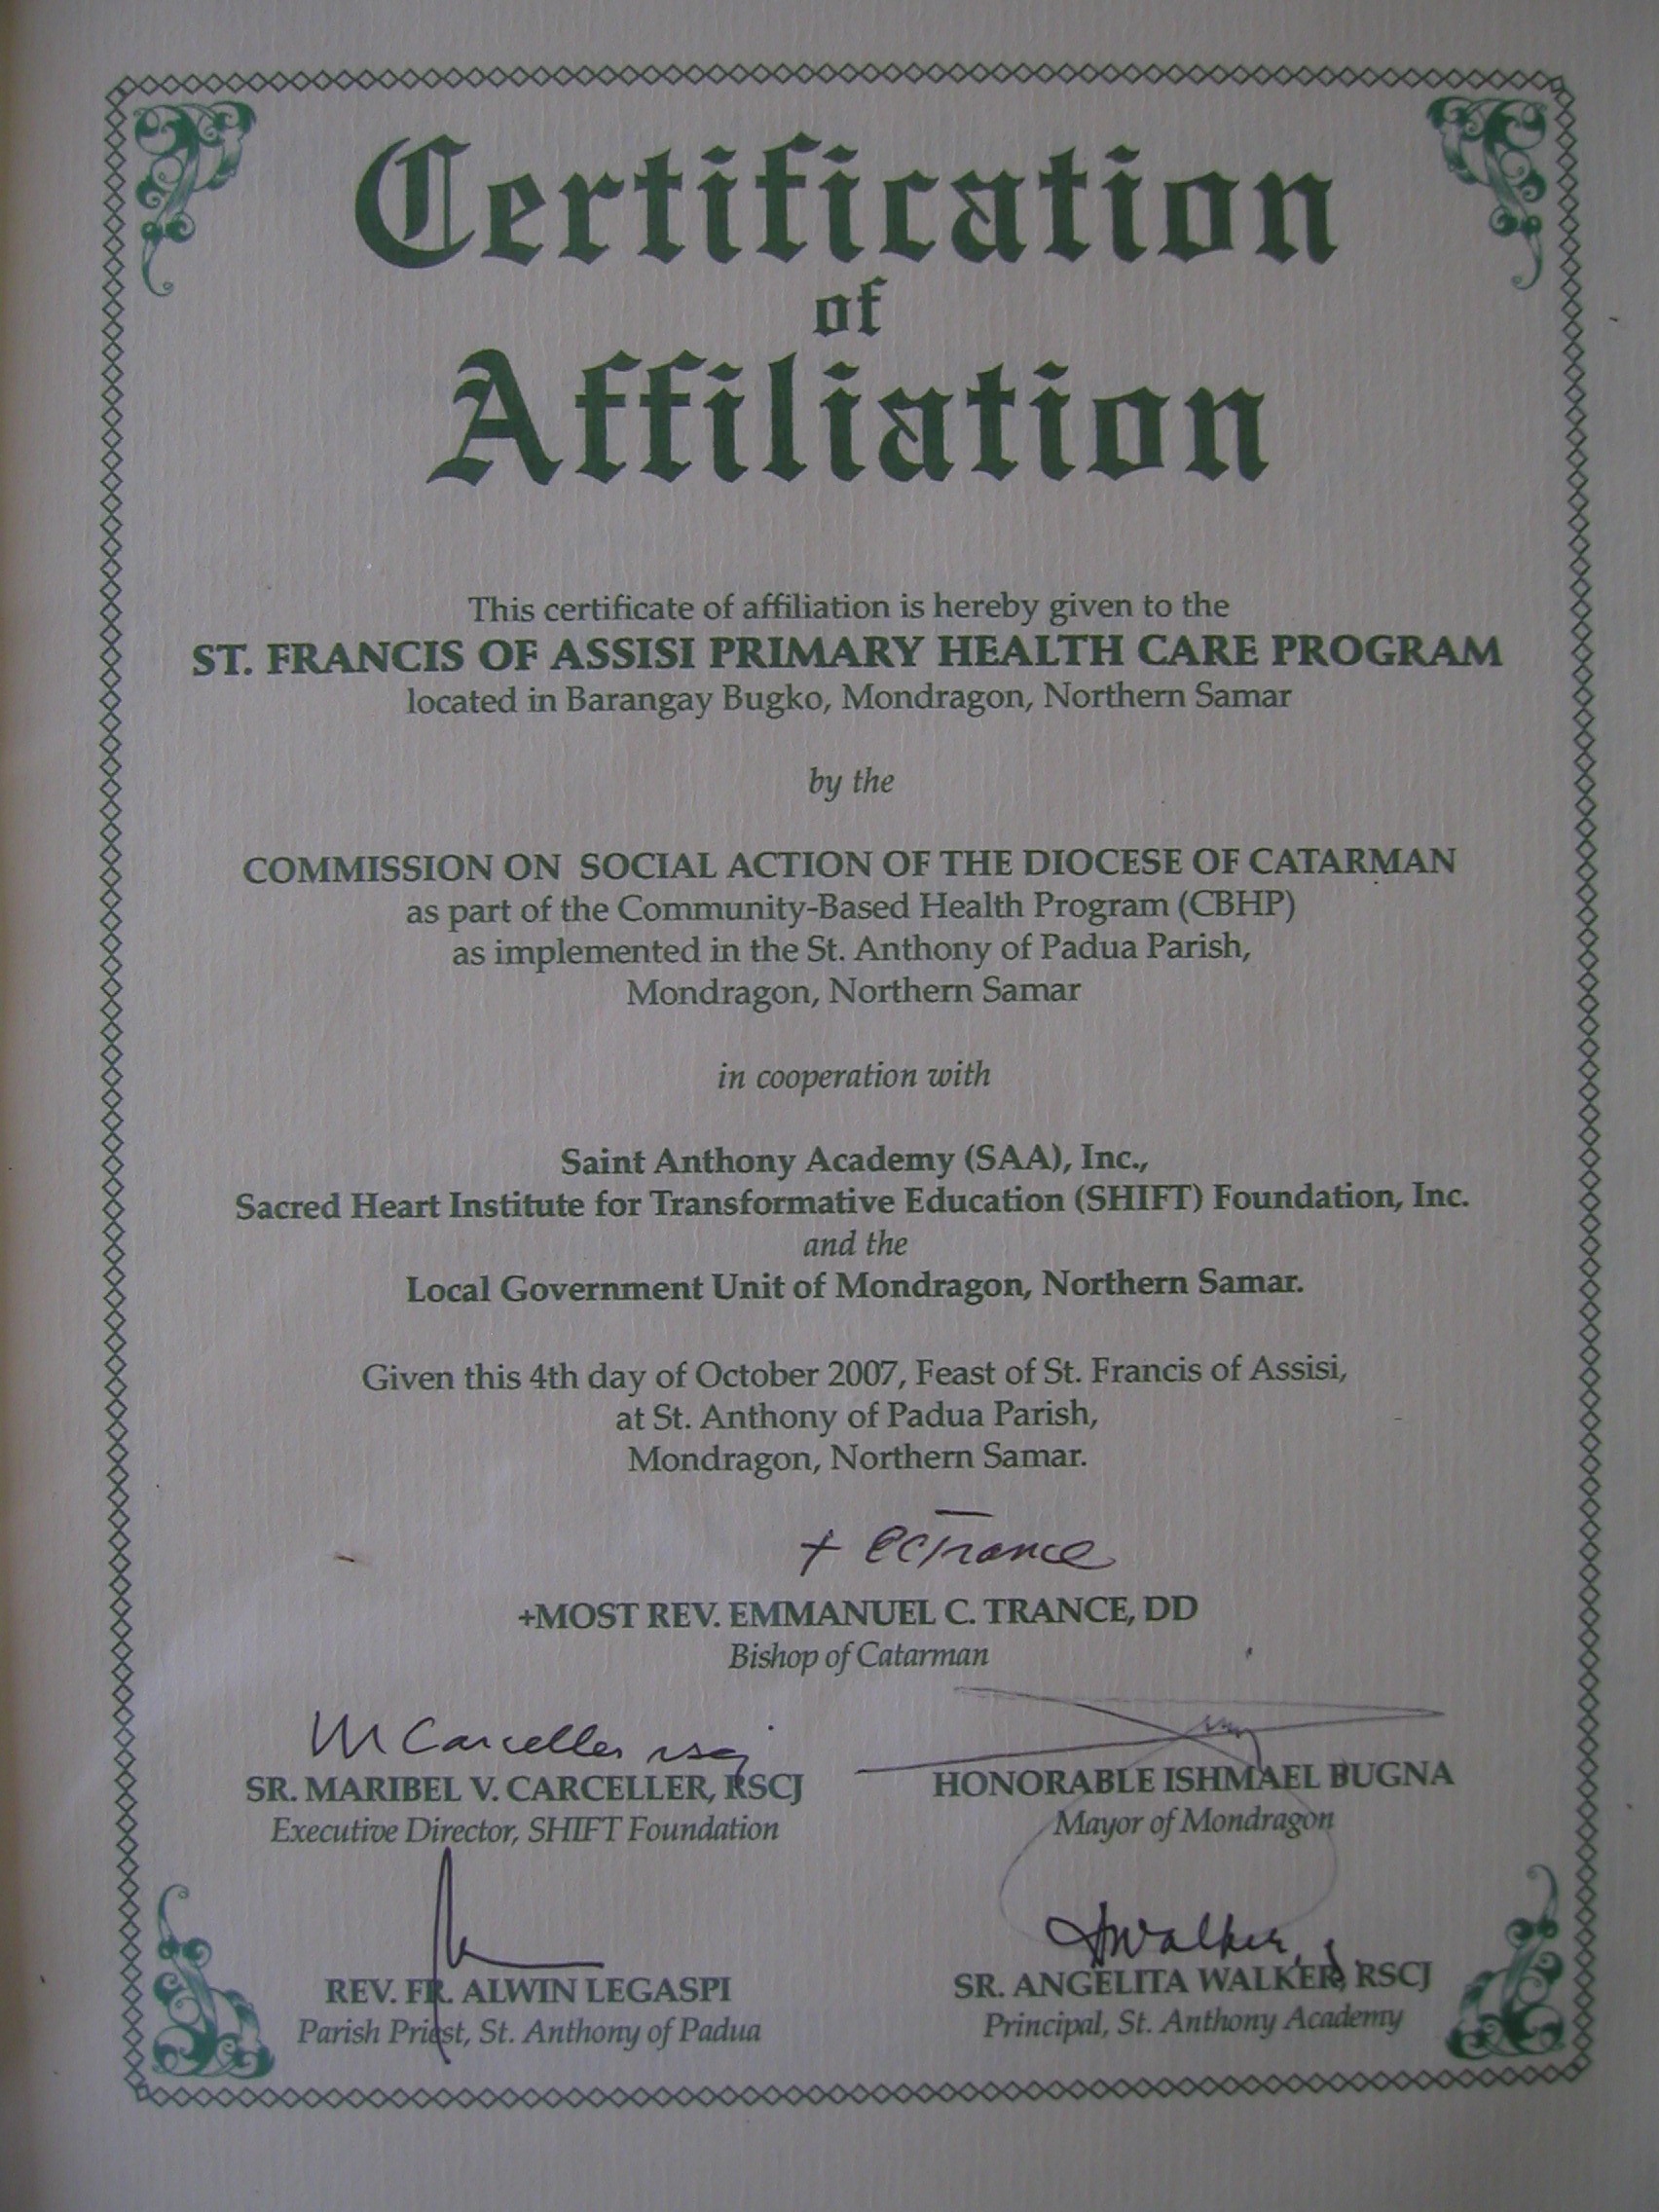 Certification
of
Affiliation
This certificate of affiliation is hereby given to the
ST. FRANCIS OF ASSISI PRIMARY HEALTH CARE PROGRAM
located in Barangay Bugko, Mondragon, Northern Samar
by the
COMMISSION ON SOCIAL ACTION OF THE DIOCESE OF CATARMAN
as part of the Community-Based Health Program (CBHP)
as implemented in the St. Anthony of Padua Parish,
Mondragon, Northern Samar
in cooperation with
Saint Anthony Academy (SAA), Inc.,
Sacred Heart Institute for Transformative Education (SHIFT) Foundation, Inc.
and the
Local Government Unit of Mondragon, Northern Samar.
Given this 4th day of October 2007, Feast of St. Francis of Assisi,
at St. Anthony of Padua Parish,
Mondragon, Northern Samar.
+ ECTrance
+MOST REV. EMMANUEL C. TRANCE, DD
Bishop of Catarman
M Carceller rscj
SR. MARIBEL V. CARCELLER, RSCJ
Executive Director, SHIFT Foundation
HONORABLE ISHMAEL BUGNA
Mayor of Mondragon
REV. FR. ALWIN LEGASPI
Parish Priest, St. Anthony of Padua
AWalker
SR. ANGELITA WALKER, RSCJ
Principal, St. Anthony Academy